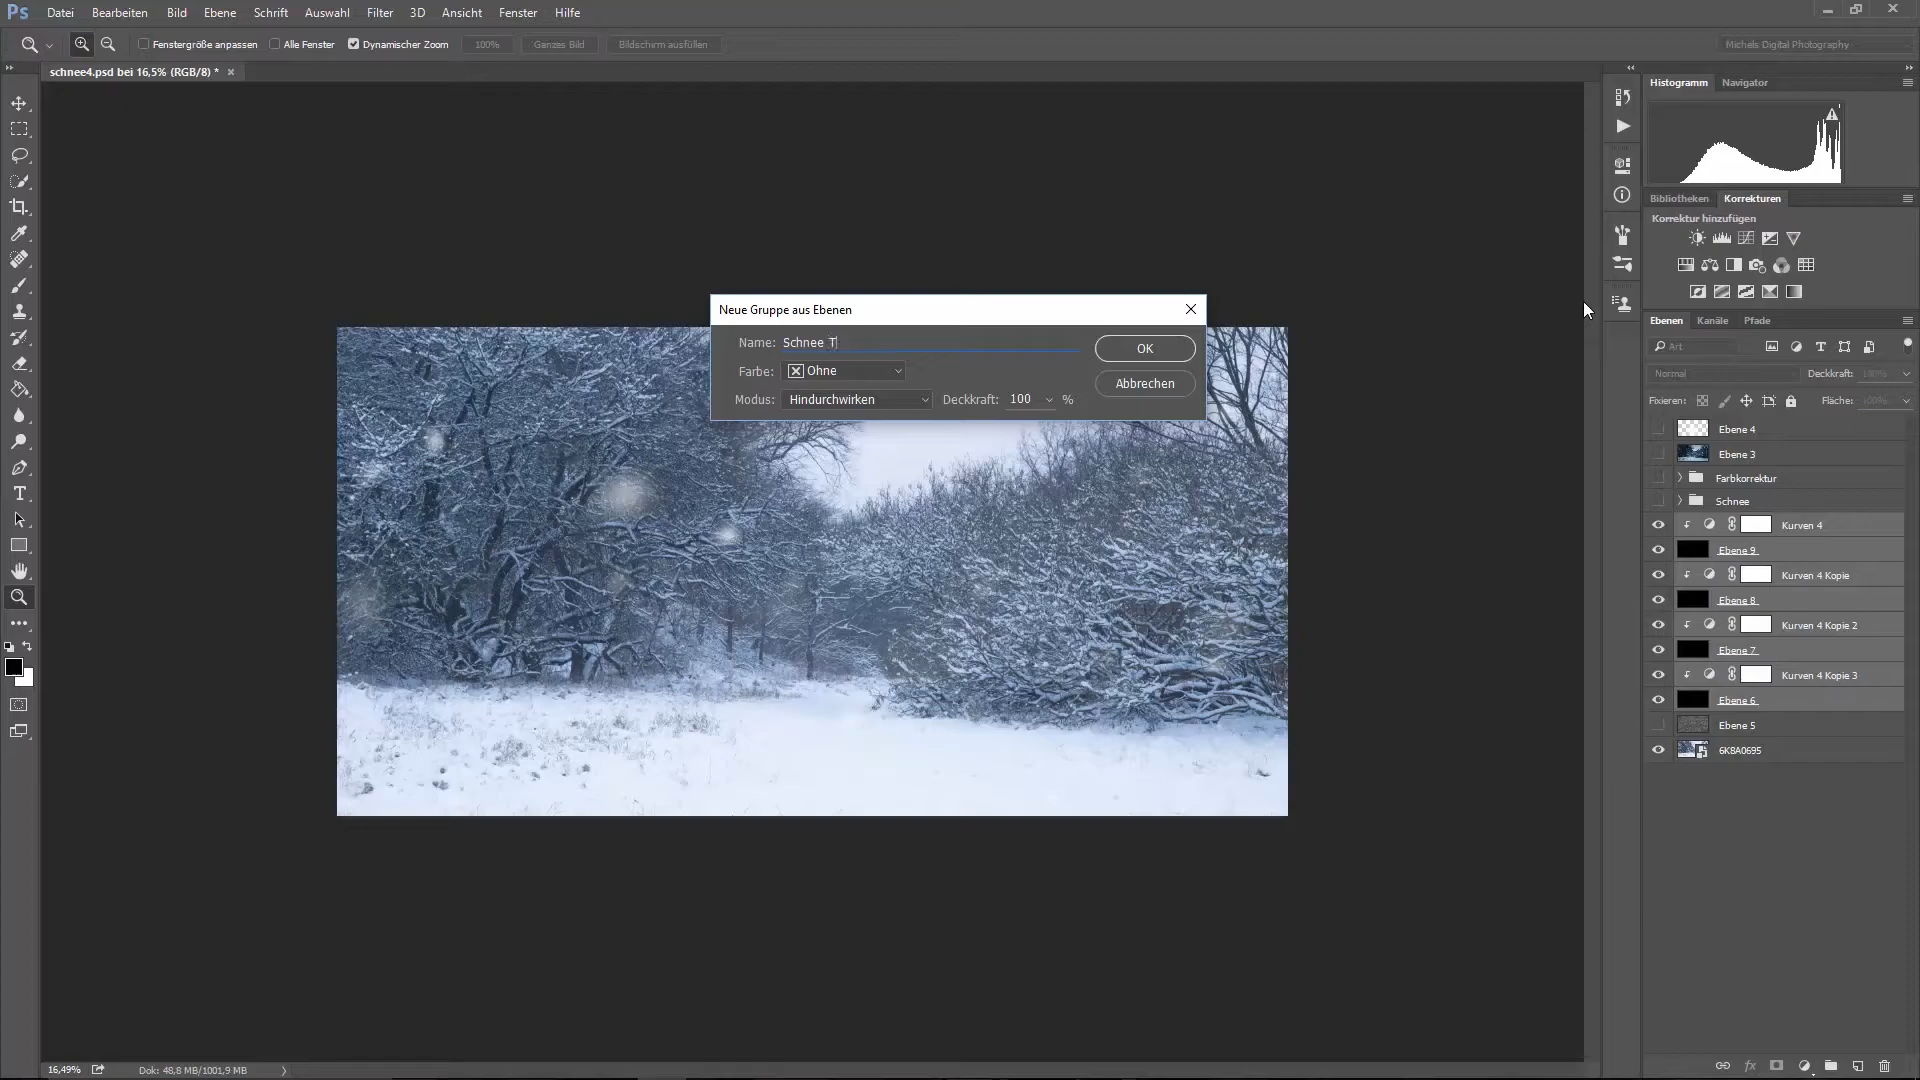 Ps Datei Bearbeiten Bild Ebene Schrift Auswahl Filter 3D Ansicht Fenster Hilfe
Fenstergröße anpassen Alle Fenster Dynamischer Zoom 100% Ganzes Bild Bildschirm ausfüllen Michels Digital Photography
schnee4.psd bei 16,5% (RGB/8) *
Histogramm Navigator
Bibliotheken Korrekturen
Korrektur hinzufügen
Neue Gruppe aus Ebenen
Name: Schnee T
OK
Farbe: Ohne
Abbrechen
Modus: Hindurchwirken Deckkraft: 100 %
Ebenen Kanäle Pfade
Art
Normal Deckkraft: 100%
Fixieren: Fläche: 100%
Ebene 4
Ebene 3
Farbkorrektur
Schnee
Kurven 4
Ebene 9
Kurven 4 Kopie
Ebene 8
Kurven 4 Kopie 2
Ebene 7
Kurven 4 Kopie 3
Ebene 6
Ebene 5
6K8A0695
fx
16,49% Dok: 48,8 MB/1001,9 MB